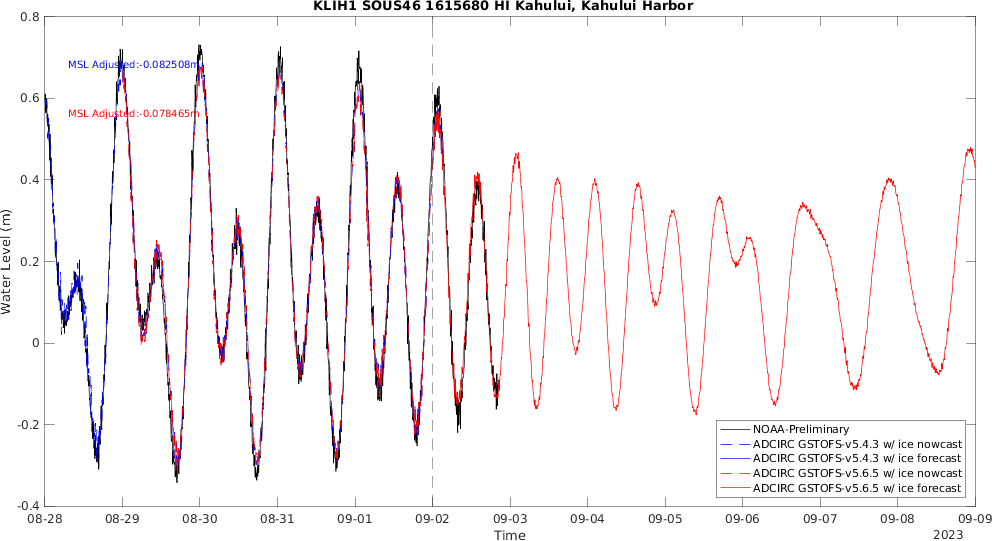 KLIH1 SOUS46 1615680 HI Kahului, Kahului Harbor
0.8
MSL Adjusted:-0.082508m
0.6
MSL Adjusted:-0.078465m
0.4
0.2
0
-0.2
-0.4
Water Level (m)
NOAA-Preliminary
ADCIRC GSTOFS-v5.4.3 w/ ice nowcast
ADCIRC GSTOFS-v5.4.3 w/ ice forecast
ADCIRC GSTOFS-v5.6.5 w/ ice nowcast
ADCIRC GSTOFS-v5.6.5 w/ ice forecast
08-28 08-29 08-30 08-31 09-01 09-02 09-03 09-04 09-05 09-06 09-07 09-08 09-09
Time
2023